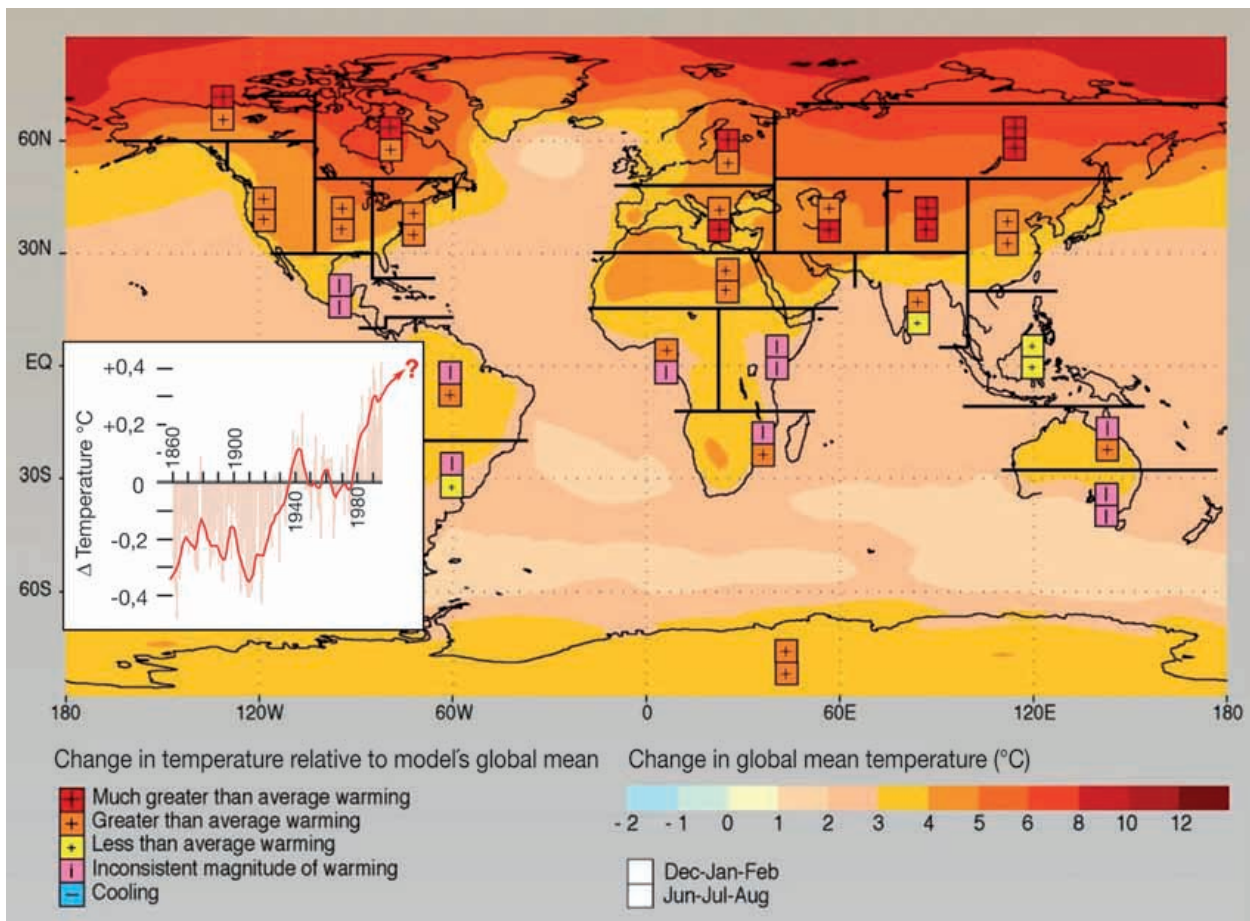 60N
30N
EQ
30S
60S
+0,4
+0,2
0
-0,2
-0,4
Δ Temperature °C
1860
1900
1940
1980
?
180
120W
60W
0
60E
120E
180
Change in temperature relative to model's global mean
+ Much greater than average warming
+ Greater than average warming
+ Less than average warming
I Inconsistent magnitude of warming
− Cooling
Change in global mean temperature (°C)
- 2 - 1 0 1 2 3 4 5 6 8 10 12
Dec-Jan-Feb
Jun-Jul-Aug